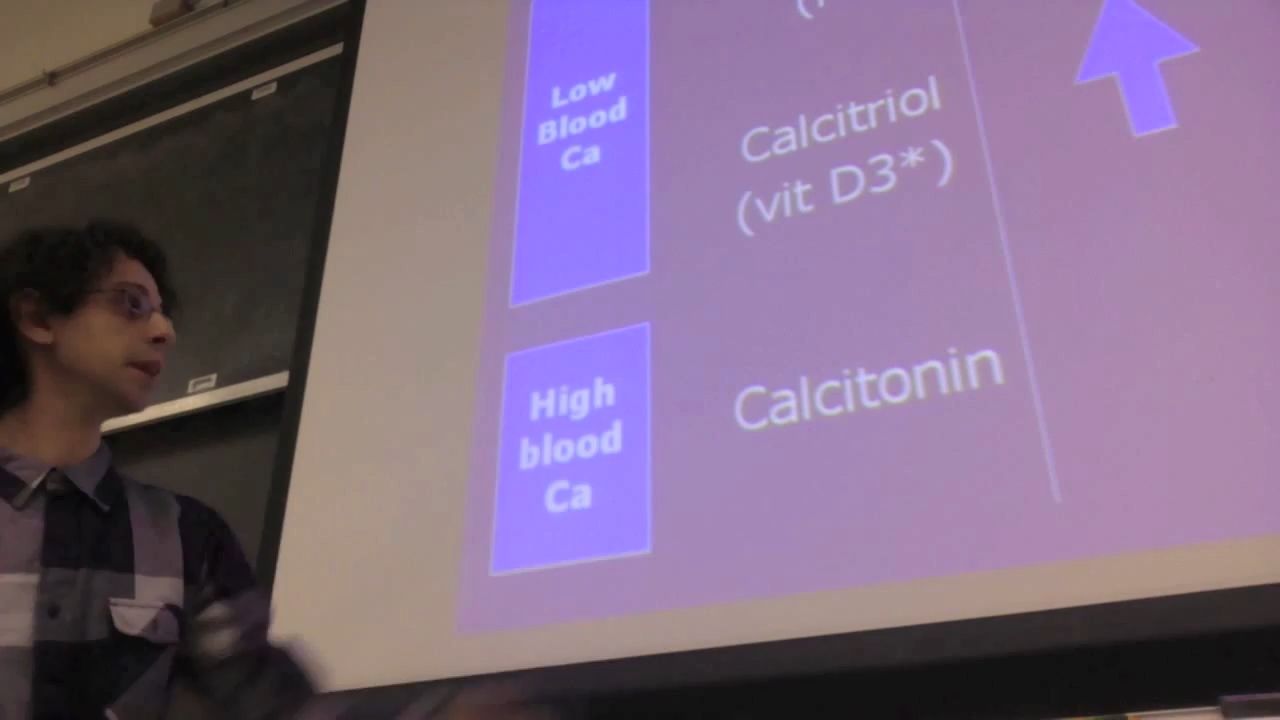 Low
Blood
Ca
Calcitriol
(vit D3*)
High
blood
Ca
Calcitonin